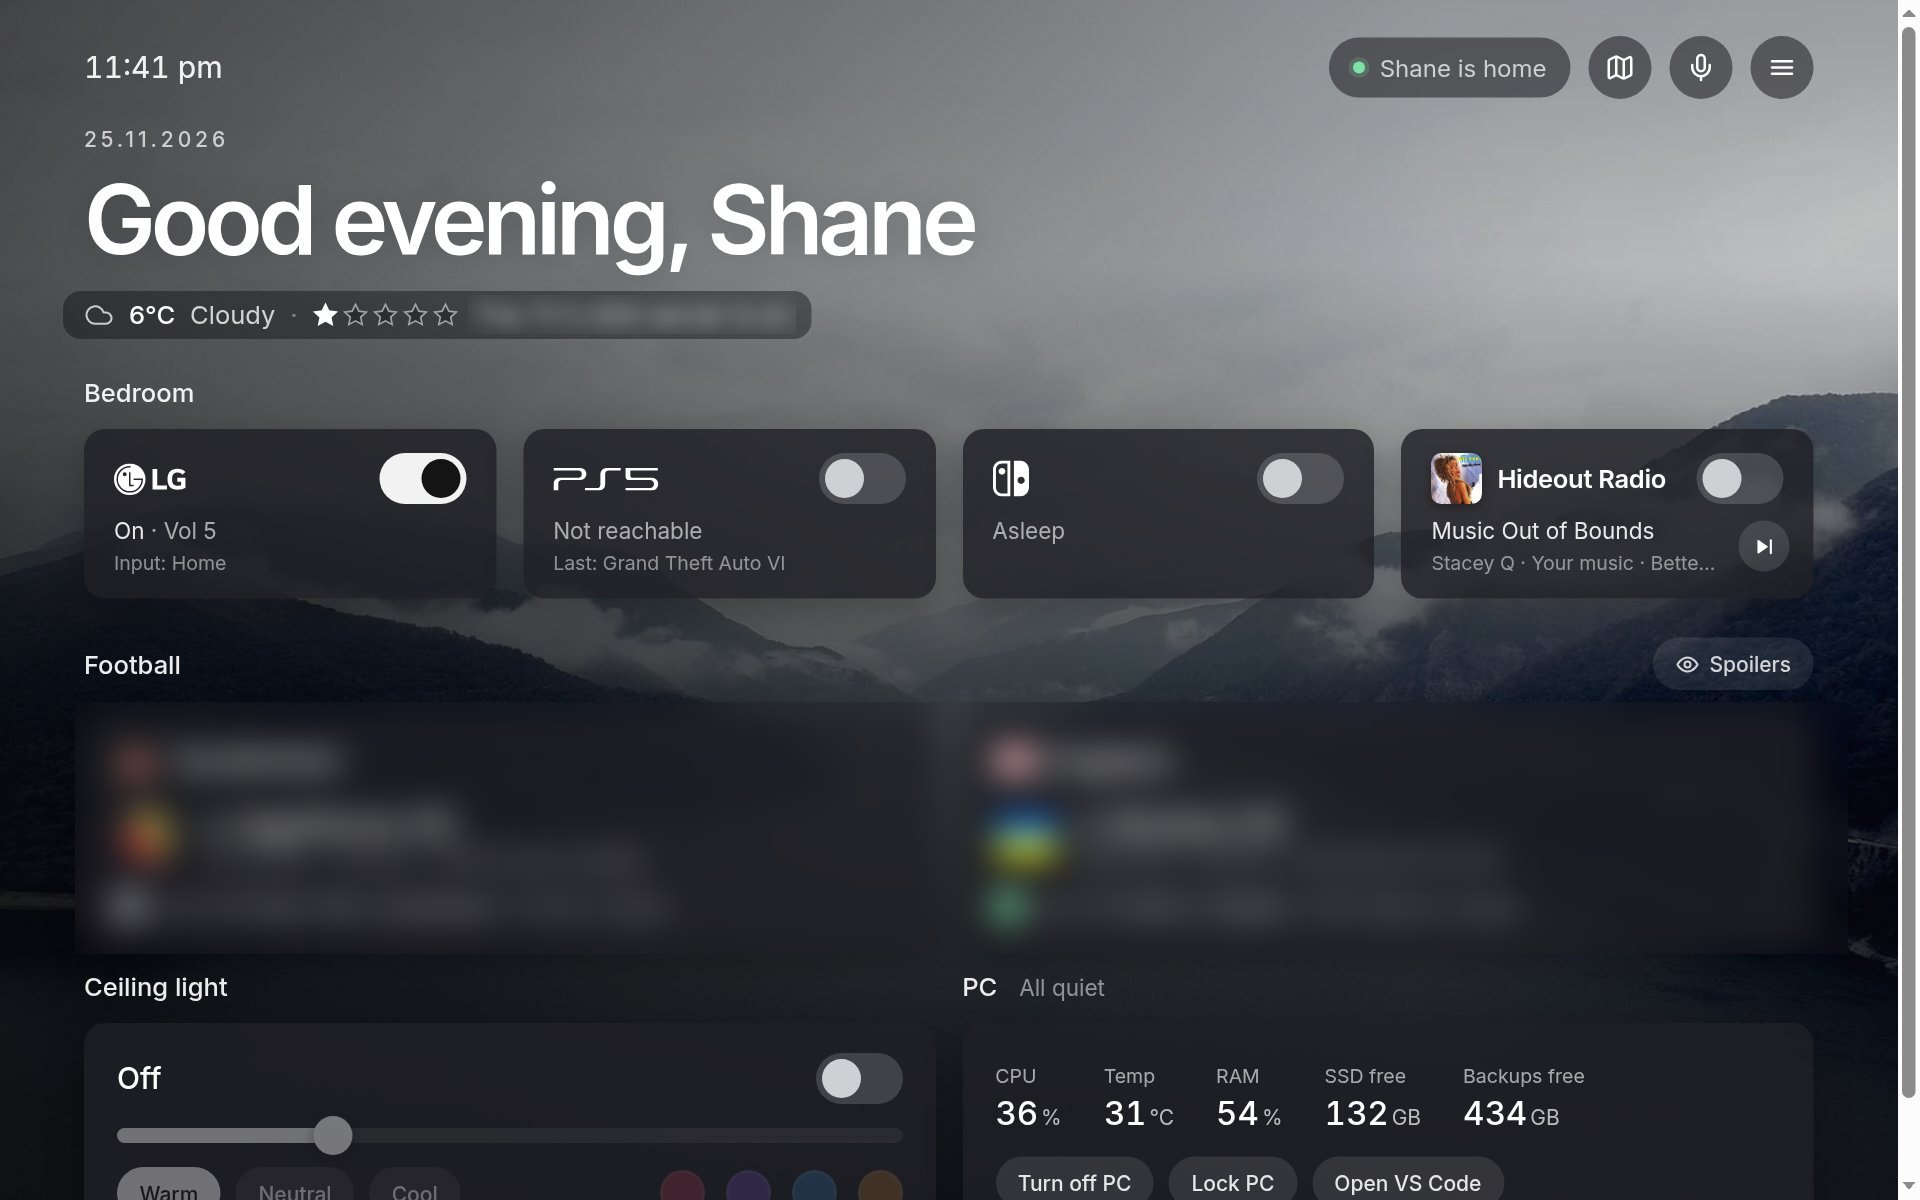 11:41 pm
Shane is home
25.11.2026
Good evening, Shane
6°C Cloudy ·
Bedroom
LG
On · Vol 5
Input: Home
PS5
Not reachable
Last: Grand Theft Auto VI
Asleep
Hideout Radio
Music Out of Bounds
Stacey Q · Your music · Bette...
Football
Spoilers
Ceiling light
Off
Warm Neutral Cool
PC All quiet
CPU Temp RAM SSD free Backups free
36 % 31 °C 54 % 132 GB 434 GB
Turn off PC Lock PC Open VS Code